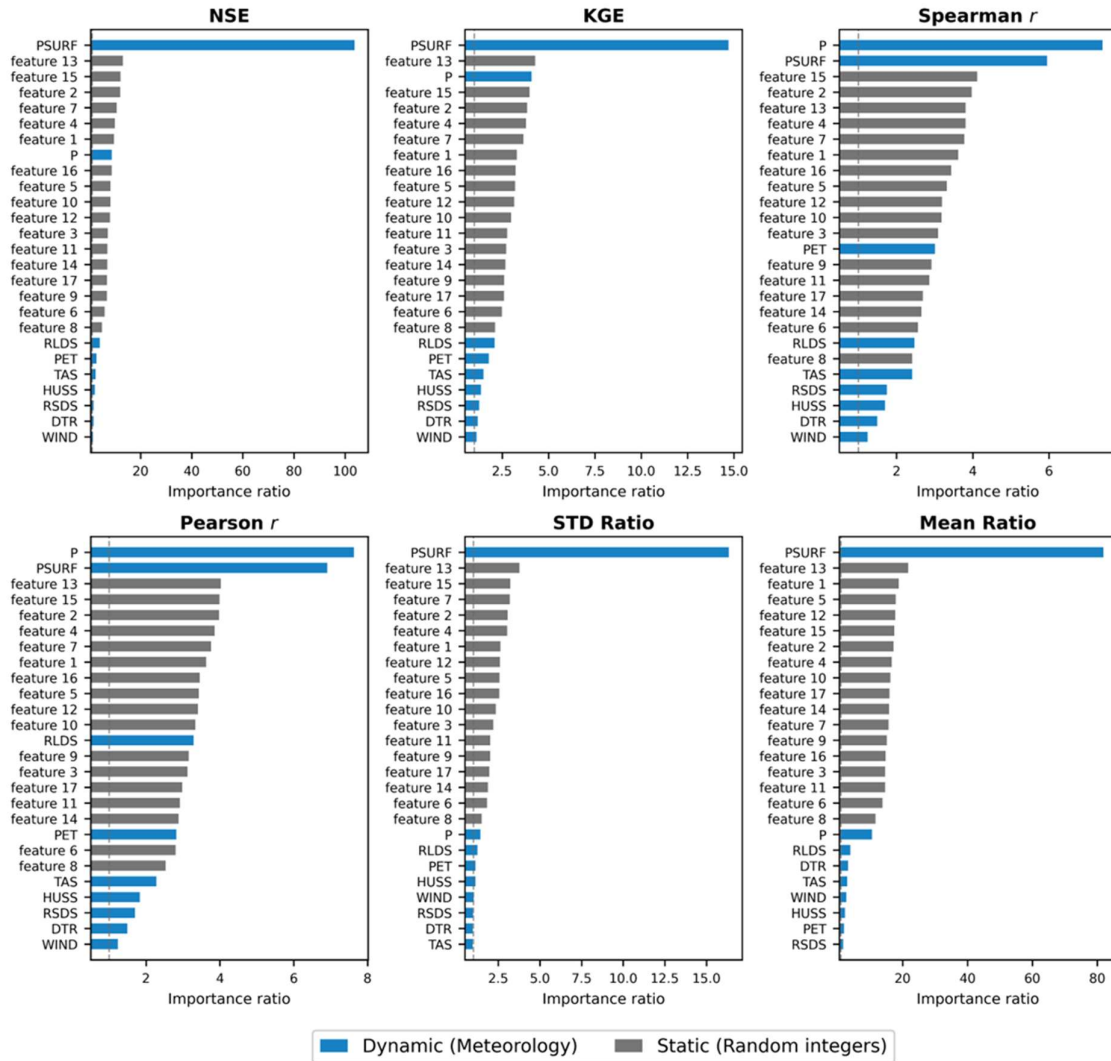 NSE
PSURF
feature 13
feature 15
feature 2
feature 7
feature 4
feature 1
P
feature 16
feature 5
feature 10
feature 12
feature 3
feature 11
feature 14
feature 17
feature 9
feature 6
feature 8
RLDS
PET
TAS
HUSS
RSDS
DTR
WIND
20 40 60 80 100
Importance ratio
KGE
PSURF
feature 13
P
feature 15
feature 2
feature 4
feature 7
feature 1
feature 16
feature 5
feature 12
feature 10
feature 11
feature 3
feature 14
feature 9
feature 17
feature 6
feature 8
RLDS
PET
TAS
HUSS
RSDS
DTR
WIND
2.5 5.0 7.5 10.0 12.5 15.0
Importance ratio
Spearman r
P
PSURF
feature 15
feature 2
feature 13
feature 4
feature 7
feature 1
feature 16
feature 5
feature 12
feature 10
feature 3
PET
feature 9
feature 11
feature 17
feature 14
feature 6
RLDS
feature 8
TAS
RSDS
HUSS
DTR
WIND
2 4 6
Importance ratio
Pearson r
P
PSURF
feature 13
feature 15
feature 2
feature 4
feature 7
feature 1
feature 16
feature 5
feature 12
feature 10
RLDS
feature 9
feature 3
feature 17
feature 11
feature 14
PET
feature 6
feature 8
TAS
HUSS
RSDS
DTR
WIND
2 4 6 8
Importance ratio
STD Ratio
PSURF
feature 13
feature 15
feature 7
feature 2
feature 4
feature 1
feature 12
feature 5
feature 16
feature 10
feature 3
feature 11
feature 9
feature 17
feature 14
feature 6
feature 8
P
RLDS
PET
HUSS
WIND
RSDS
DTR
TAS
2.5 5.0 7.5 10.0 12.5 15.0
Importance ratio
Mean Ratio
PSURF
feature 13
feature 1
feature 5
feature 12
feature 15
feature 2
feature 4
feature 10
feature 17
feature 14
feature 7
feature 9
feature 16
feature 3
feature 11
feature 6
feature 8
P
RLDS
DTR
TAS
WIND
HUSS
PET
RSDS
20 40 60 80
Importance ratio
Dynamic (Meteorology) Static (Random integers)